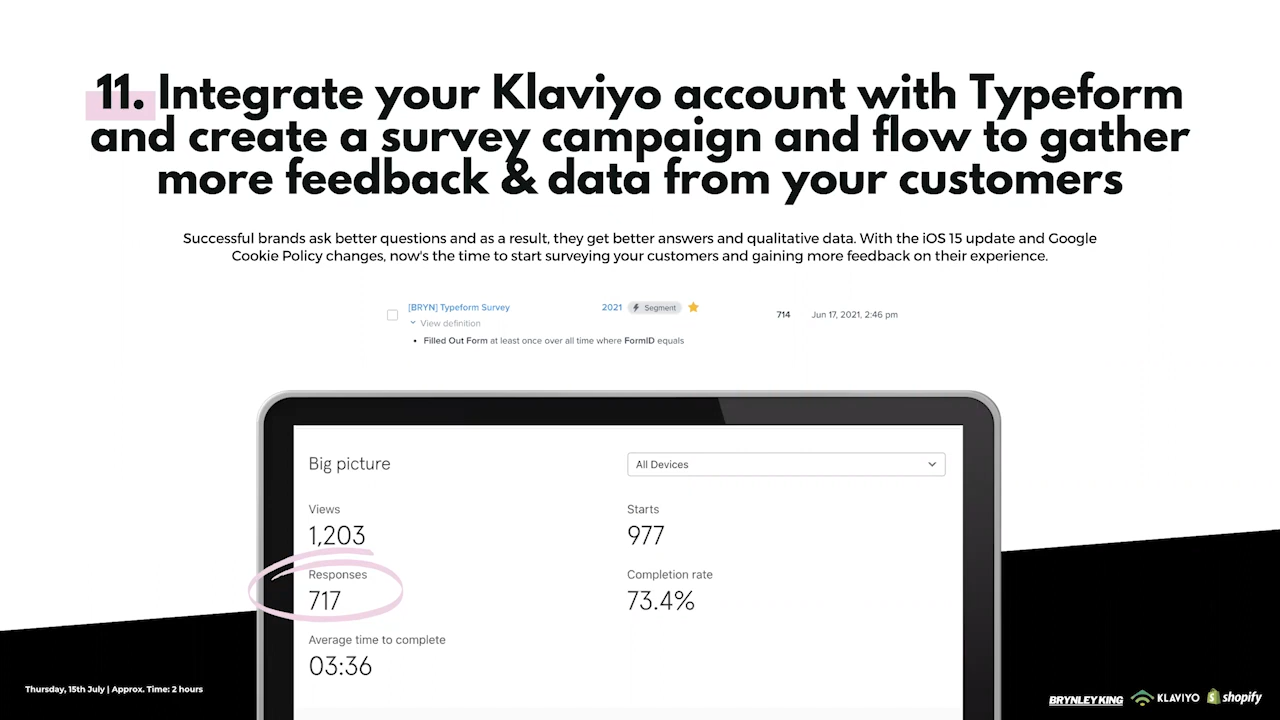 11. Integrate your Klaviyo account with Typeform
and create a survey campaign and flow to gather
more feedback & data from your customers
Successful brands ask better questions and as a result, they get better answers and qualitative data. With the iOS 15 update and Google
Cookie Policy changes, now's the time to start surveying your customers and gaining more feedback on their experience.
[BRYN] Typeform Survey 2021 Segment 714 Jun 17, 2021, 2:46 pm
View definition
• Filled Out Form at least once over all time where FormID equals
Big picture All Devices
Views Starts
1,203 977
Responses Completion rate
717 73.4%
Average time to complete
03:36
Thursday, 15th July | Approx. Time: 2 hours
BRYNLEY KING KLAVIYO shopify